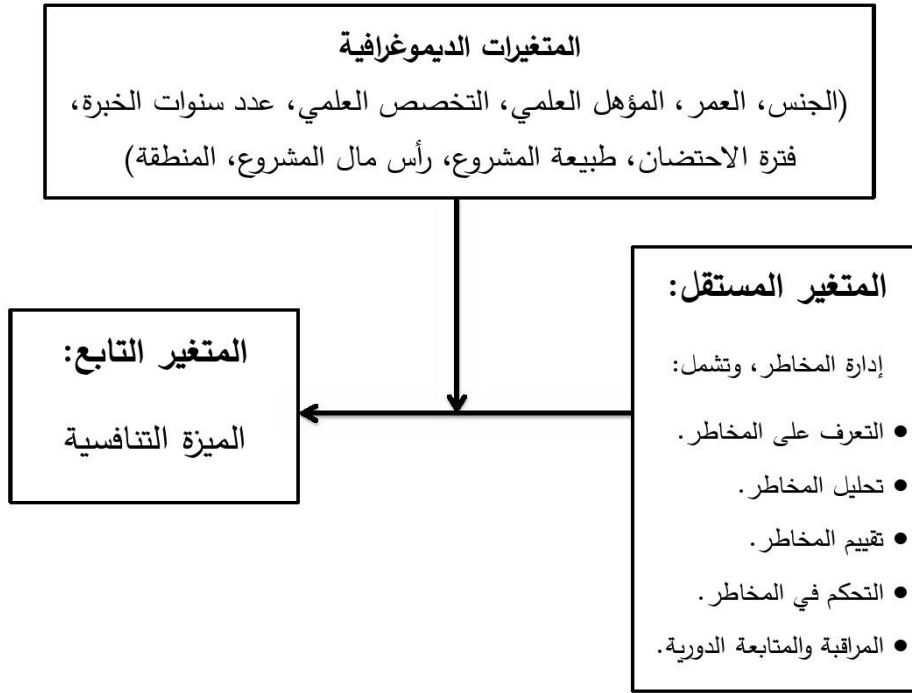 المتغيرات الديموغرافية
(الجنس، العمر، المؤهل العلمي، التخصص العلمي، عدد سنوات الخبرة،
فترة الاحتضان، طبيعة المشروع، رأس مال المشروع، المنطقة)
المتغير المستقل:
إدارة المخاطر، وتشمل:
• التعرف على المخاطر.
• تحليل المخاطر.
• تقييم المخاطر.
• التحكم في المخاطر.
• المراقبة والمتابعة الدورية.
المتغير التابع:
الميزة التنافسية